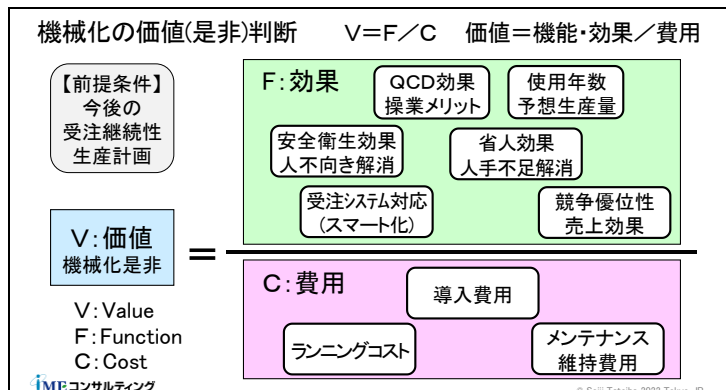 機械化の価値(是非)判断　V=F/C　価値=機能・効果/費用
【前提条件】
今後の
受注継続性
生産計画
F:効果
QCD効果
操業メリット
使用年数
予想生産量
安全衛生効果
人不向き解消
省人効果
人手不足解消
受注システム対応
(スマート化)
競争優位性
売上効果
V:価値
機械化是非
=
C:費用
導入費用
ランニングコスト
メンテナンス
維持費用
V:Value
F:Function
C:Cost
コンサルティング